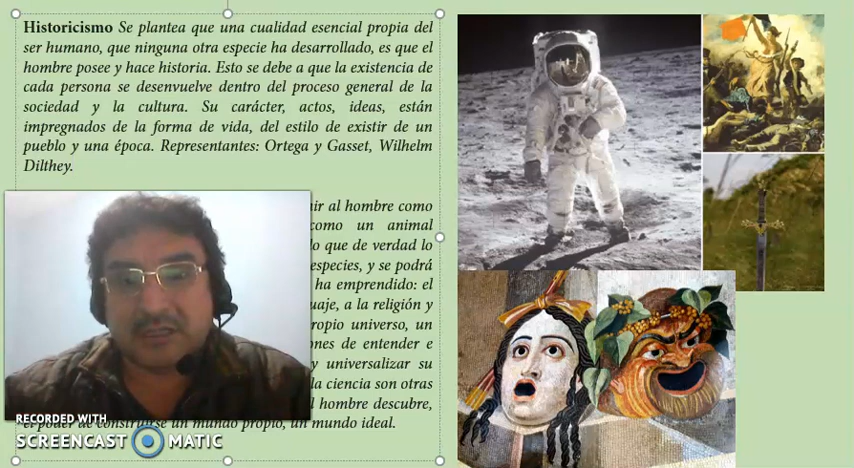 Historicismo Se plantea que una cualidad esencial propia del
ser humano, que ninguna otra especie ha desarrollado, es que el
hombre posee y hace historia. Esto se debe a que la existencia de
cada persona se desenvuelve dentro del proceso general de la
sociedad y la cultura. Su carácter, actos, ideas, están
impregnados de la forma de vida, del estilo de existir de un
pueblo y una época. Representantes: Ortega y Gasset, Wilhelm
Dilthey.
al hombre como
como un animal
lo que de verdad lo
especies, y se podrá
ha emprendido: el
a la religión y
propio universo, un
de entender e
y universalizar su
la ciencia son otras
hombre descubre,
el poder de construirse un mundo propio, un mundo ideal.
RECORDED WITH
SCREENCAST MATIC